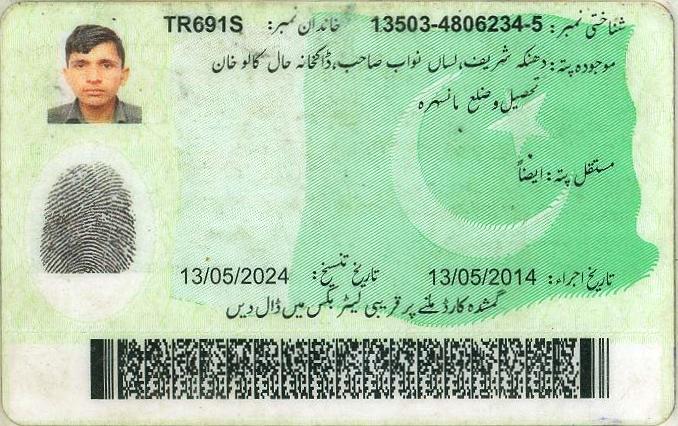 شناختی نمبر: 13503-4806234-5 خاندان نمبر: TR691S
موجودہ پتہ: دھنکہ شریف، لساں نواب صاحب، ڈاکخانہ حال کالو خان
تحصیل و ضلع مانسہرہ
مستقل پتہ: ایضاً
تاریخ اجراء: 13/05/2014 تاریخ تنسیخ: 13/05/2024
گمشدہ کارڈ ملنے پر قریبی لیٹر بکس میں ڈال دیں